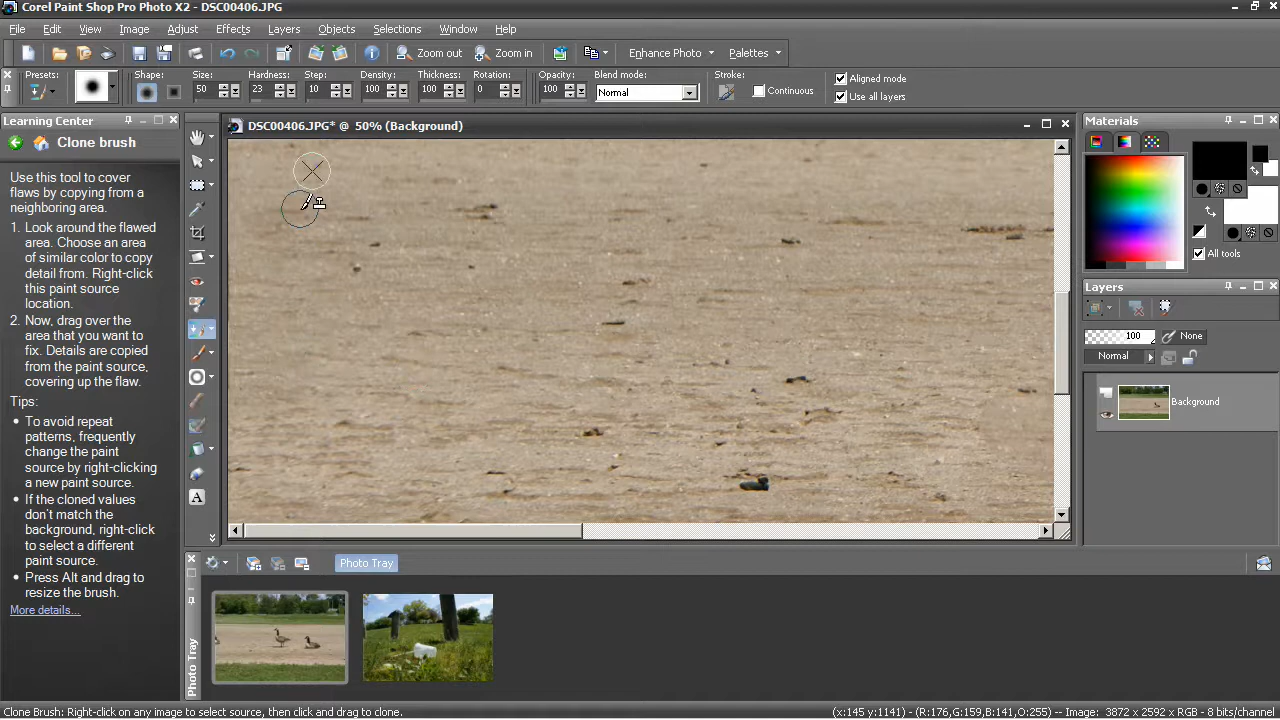 Corel Paint Shop Pro Photo X2 - DSC00406.JPG
File Edit View Image Adjust Effects Layers Objects Selections Window Help
Zoom out Zoom in Enhance Photo Palettes
Presets: Shape: Size: Hardness: Step: Density: Thickness: Rotation: Opacity: Blend mode: Stroke: Aligned mode
50 23 10 100 100 0 100 Normal Continuous Use all layers
Learning Center
Clone brush
Use this tool to cover
flaws by copying from a
neighboring area.
1. Look around the flawed
area. Choose an area
of similar color to copy
detail from. Right-click
this paint source
location.
2. Now, drag over the
area that you want to
fix. Details are copied
from the paint source,
covering up the flaw.
Tips:
• To avoid repeat
patterns, frequently
change the paint
source by right-clicking
a new paint source.
• If the cloned values
don't match the
background, right-click
to select a different
paint source.
• Press Alt and drag to
resize the brush.
More details...
A
DSC00406.JPG* @ 50% (Background)
Materials
All tools
Layers
100 None
Normal
Background
Photo Tray
Photo Tray
Clone Brush: Right-click on any image to select source, then click and drag to clone.
(x:145 y:1141) - (R:176,G:159,B:141,O:255) -- Image: 3872 x 2592 x RGB - 8 bits/channel